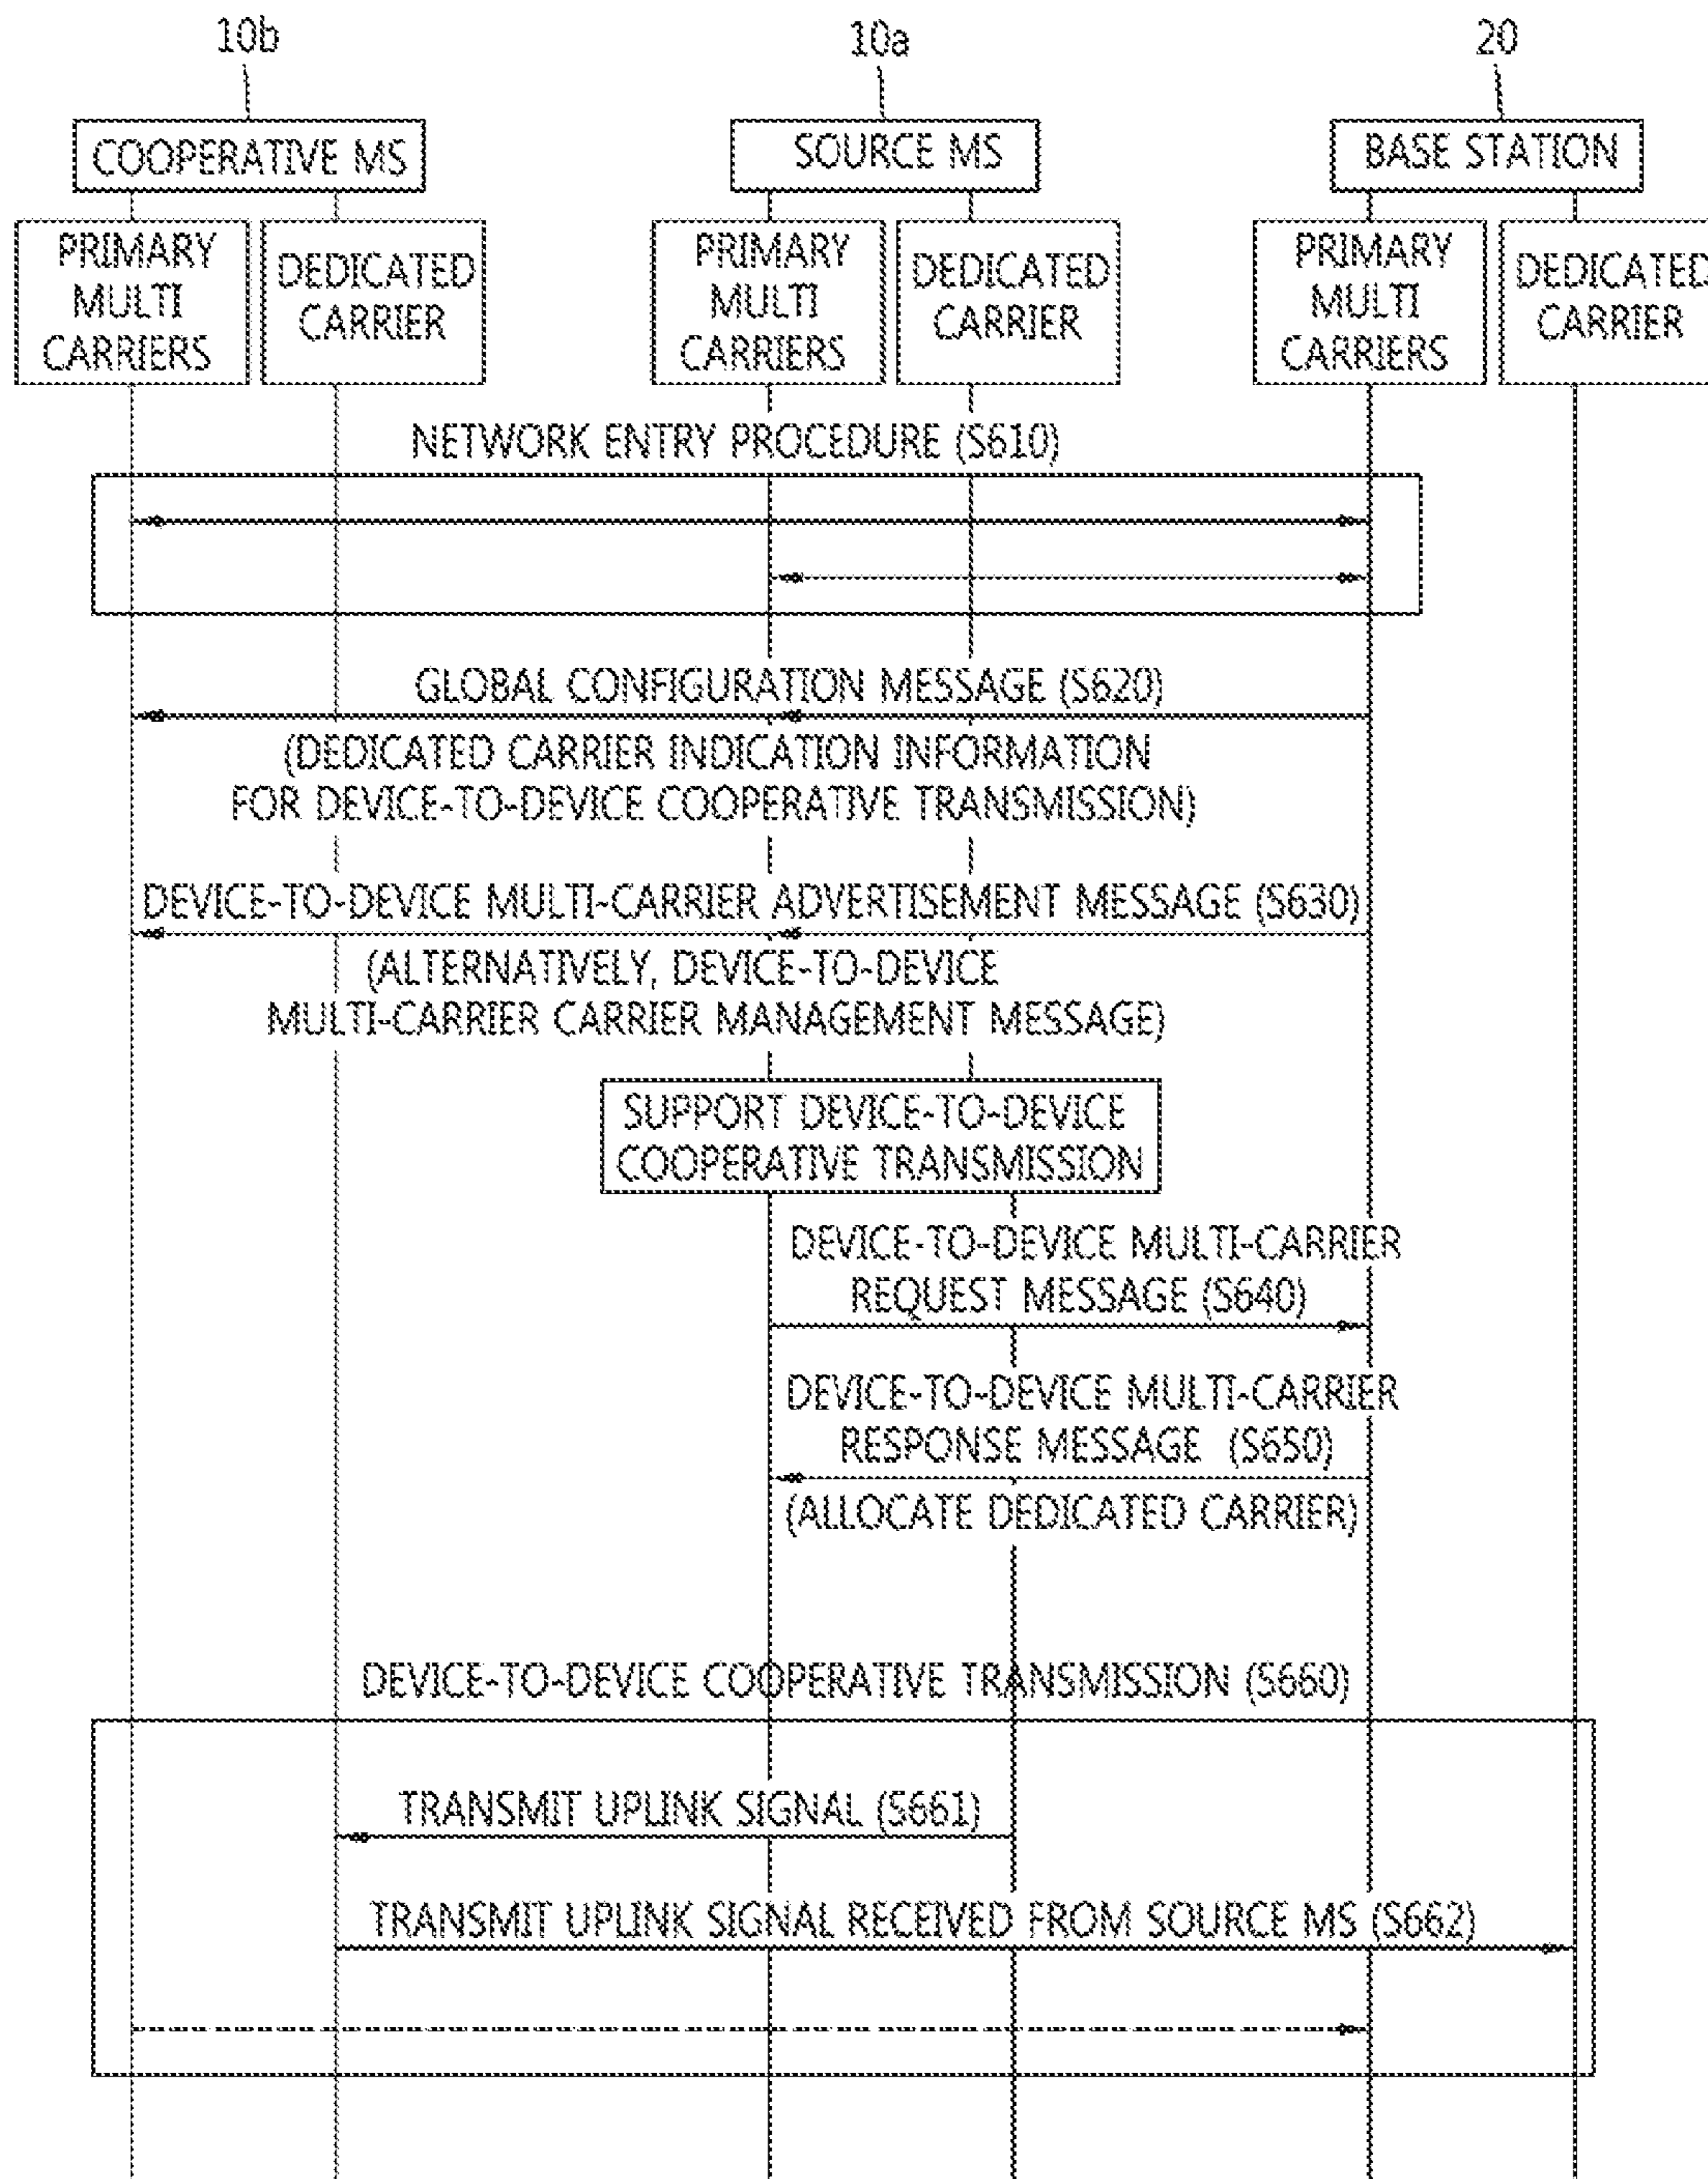 10b
10a
20
COOPERATIVE MS
SOURCE MS
BASE STATION
PRIMARY
MULTI
CARRIERS
DEDICATED
CARRIER
PRIMARY
MULTI
CARRIERS
DEDICATED
CARRIER
PRIMARY
MULTI
CARRIERS
DEDICATED
CARRIER
NETWORK ENTRY PROCEDURE (S610)
GLOBAL CONFIGURATION MESSAGE (S620)
(DEDICATED CARRIER INDICATION INFORMATION
FOR DEVICE-TO-DEVICE COOPERATIVE TRANSMISSION)
DEVICE-TO-DEVICE MULTI-CARRIER ADVERTISEMENT MESSAGE (S630)
(ALTERNATIVELY, DEVICE-TO-DEVICE
MULTI-CARRIER CARRIER MANAGEMENT MESSAGE)
SUPPORT DEVICE-TO-DEVICE
COOPERATIVE TRANSMISSION
DEVICE-TO-DEVICE MULTI-CARRIER
REQUEST MESSAGE (S640)
DEVICE-TO-DEVICE MULTI-CARRIER
RESPONSE MESSAGE (S650)
(ALLOCATE DEDICATED CARRIER)
DEVICE-TO-DEVICE COOPERATIVE TRANSMISSION (S660)
TRANSMIT UPLINK SIGNAL (S661)
TRANSMIT UPLINK SIGNAL RECEIVED FROM SOURCE MS (S662)